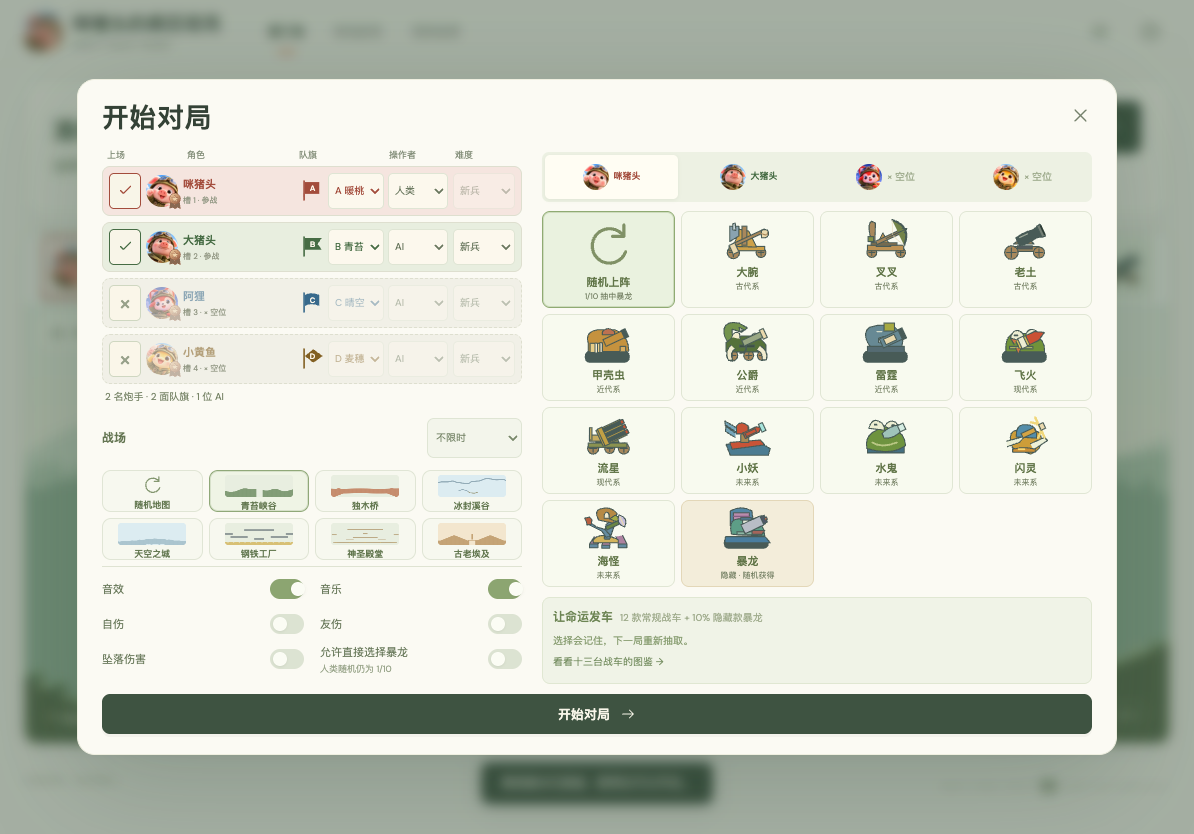 开始对局
上场 角色 队旗 操作者 难度
咪猪头
槽 1 · 参战
A
A 暖桃
人类
新兵
大猪头
槽 2 · 参战
B
B 青苔
AI
新兵
阿狸
槽 3 · × 空位
C
C 晴空
AI
新兵
小黄鱼
槽 4 · × 空位
D
D 麦穗
AI
新兵
2 名炮手 · 2 面队旗 · 1 位 AI
战场
不限时
随机地图
青苔峡谷
独木桥
冰封溪谷
天空之城
钢铁工厂
神圣殿堂
古老埃及
音效
音乐
自伤
友伤
坠落伤害
允许直接选择暴龙
人类随机仍为 1/10
咪猪头
大猪头
× 空位
× 空位
随机上阵
1/10 抽中暴龙
大腕
古代系
叉叉
古代系
老土
古代系
甲壳虫
近代系
公爵
近代系
雷霆
近代系
飞火
现代系
流星
现代系
小妖
未来系
水鬼
未来系
闪灵
未来系
海怪
未来系
暴龙
隐藏 · 随机获得
让命运发车 12 款常规战车 + 10% 隐藏款暴龙
选择会记住，下一局重新抽取。
看看十三台战车的图鉴 →
开始对局 →